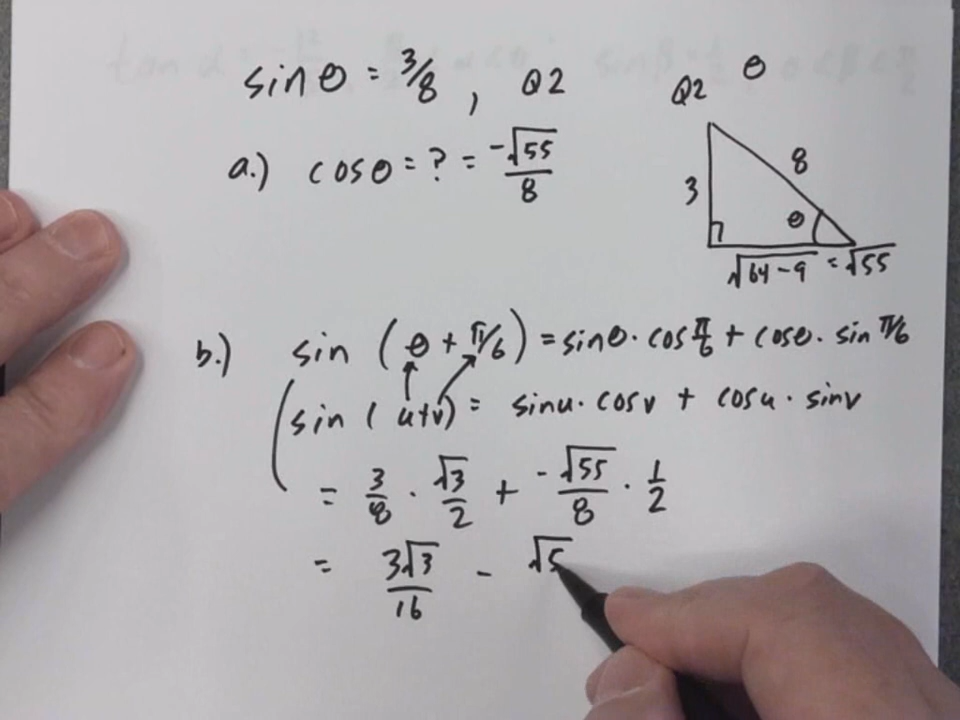 sin θ = 3/8 , Q2
Q2 θ
a.) cos θ = ? = -√55/8
8
3
θ
√64-9 = √55
b.) sin ( θ + π/6 ) = sin θ · cos π/6 + cos θ · sin π/6
sin ( u+v) = sin u · cos v + cos u · sin v
= 3/8 · √3/2 + -√55/8 · 1/2
= 3√3/16 - √5